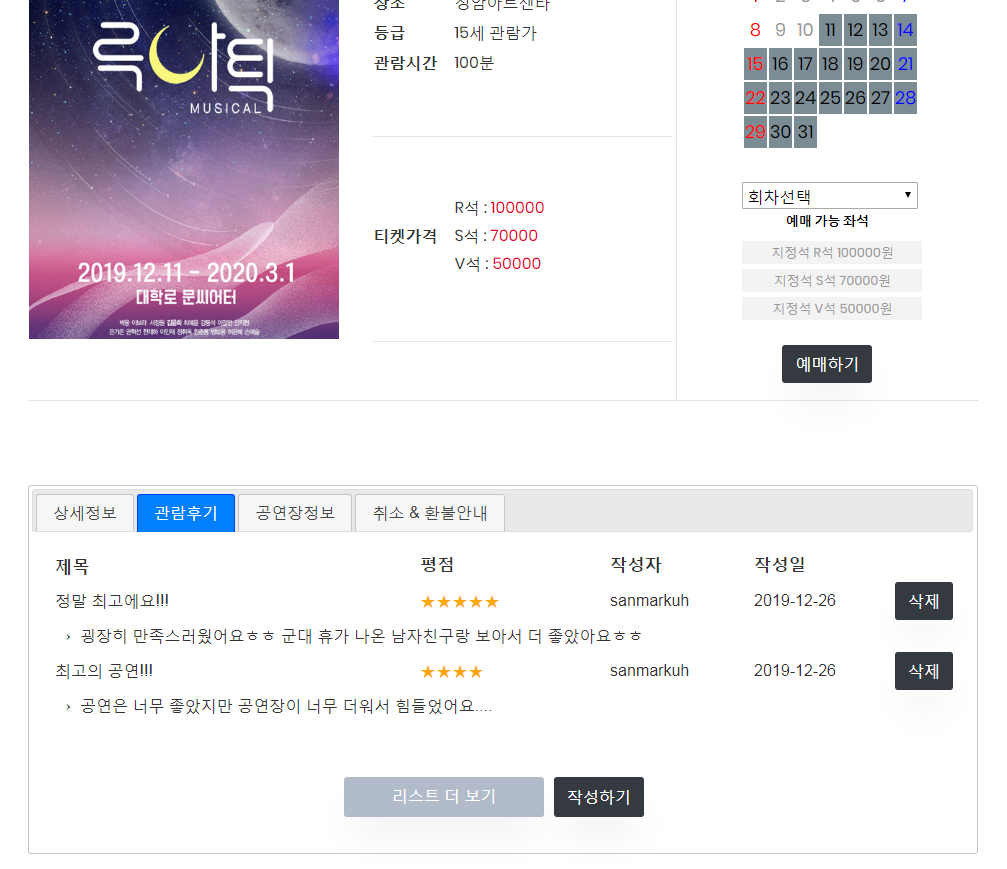 장소 성암아트센타
등급 15세 관람가
관람시간 100분
MUSICAL
2019.12.11 - 2020.3.1
대학로 문씨어터
티켓가격
R석 : 100000
S석 : 70000
V석 : 50000
8 9 10 11 12 13 14
15 16 17 18 19 20 21
22 23 24 25 26 27 28
29 30 31
회차선택
예매 가능 좌석
지정석 R석 100000원
지정석 S석 70000원
지정석 V석 50000원
예매하기
상세정보 관람후기 공연장정보 취소 & 환불안내
제목 평점 작성자 작성일
정말 최고에요!!! ★★★★★ sanmarkuh 2019-12-26 삭제
› 굉장히 만족스러웠어요ㅎㅎ 군대 휴가 나온 남자친구랑 보아서 더 좋았아요ㅎㅎ
최고의 공연!!! ★★★★ sanmarkuh 2019-12-26 삭제
› 공연은 너무 좋았지만 공연장이 너무 더워서 힘들었어요....
리스트 더 보기 작성하기